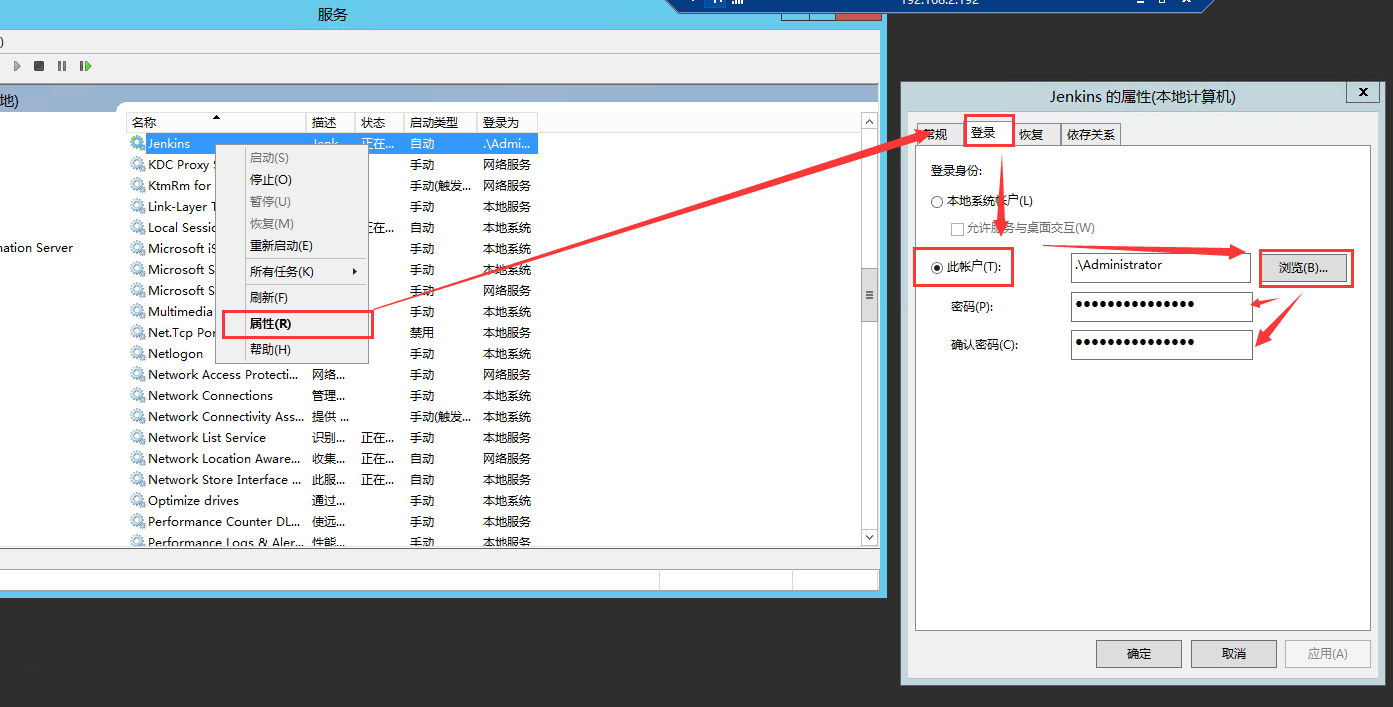 服务
192.168.2.192
)
地)
名称 描述 状态 启动类型 登录为
Jenkins Jenk... 正在... 自动 .\Admi...
KDC Proxy 手动 网络服务
KtmRm for 手动(触发... 网络服务
Link-Layer T 手动 本地服务
Local Sessio 正在... 自动 本地系统
Microsoft iS 手动 本地系统
Microsoft S 手动 本地系统
Microsoft S 手动 网络服务
Multimedia 手动 本地系统
Net.Tcp Por 禁用 本地服务
Netlogon 手动 本地系统
Network Access Protecti... 网络... 手动 网络服务
Network Connections 管理... 手动 本地系统
Network Connectivity Ass... 提供 ... 手动(触发... 本地系统
Network List Service 识别... 正在... 手动 本地服务
Network Location Aware... 收集... 正在... 自动 网络服务
Network Store Interface ... 此服... 正在... 自动 本地服务
Optimize drives 通过... 手动 本地系统
Performance Counter DL... 使远... 手动 本地服务
Performance Logs & Aler... 性能... 手动 本地服务
nation Server
启动(S)
停止(O)
暂停(U)
恢复(M)
重新启动(E)
所有任务(K)
刷新(F)
属性(R)
帮助(H)
Jenkins 的属性(本地计算机)
常规 登录 恢复 依存关系
登录身份:
本地系统帐户(L)
允许服务与桌面交互(W)
此帐户(T): .\Administrator 浏览(B)...
密码(P): ●●●●●●●●●●●●●●●
确认密码(C): ●●●●●●●●●●●●●●●
确定 取消 应用(A)